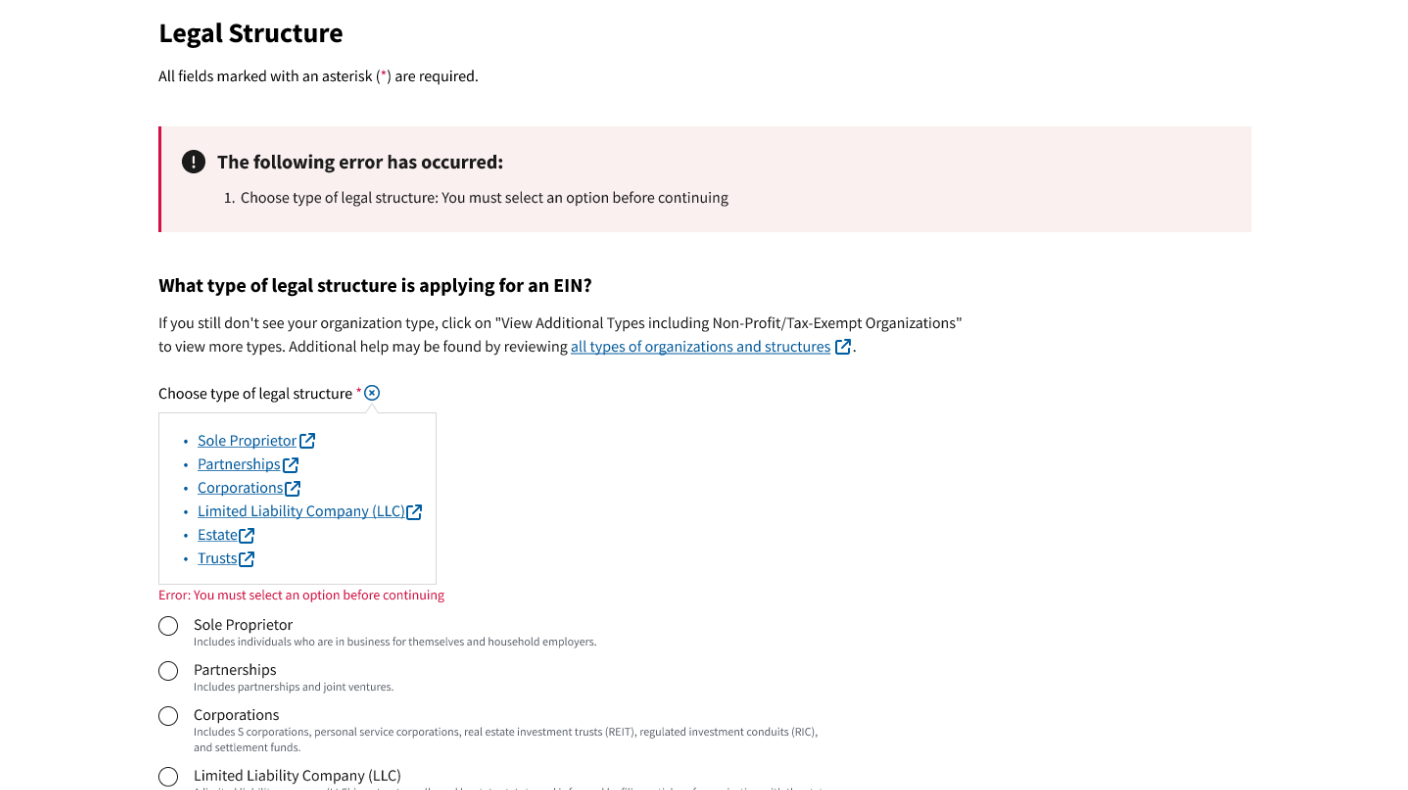 Legal Structure
All fields marked with an asterisk (*) are required.
The following error has occurred:
1. Choose type of legal structure: You must select an option before continuing
What type of legal structure is applying for an EIN?
If you still don't see your organization type, click on "View Additional Types including Non-Profit/Tax-Exempt Organizations"
to view more types. Additional help may be found by reviewing all types of organizations and structures.
Choose type of legal structure *
• Sole Proprietor
• Partnerships
• Corporations
• Limited Liability Company (LLC)
• Estate
• Trusts
Error: You must select an option before continuing
Sole Proprietor
Includes individuals who are in business for themselves and household employers.
Partnerships
Includes partnerships and joint ventures.
Corporations
Includes S corporations, personal service corporations, real estate investment trusts (REIT), regulated investment conduits (RIC),
and settlement funds.
Limited Liability Company (LLC)